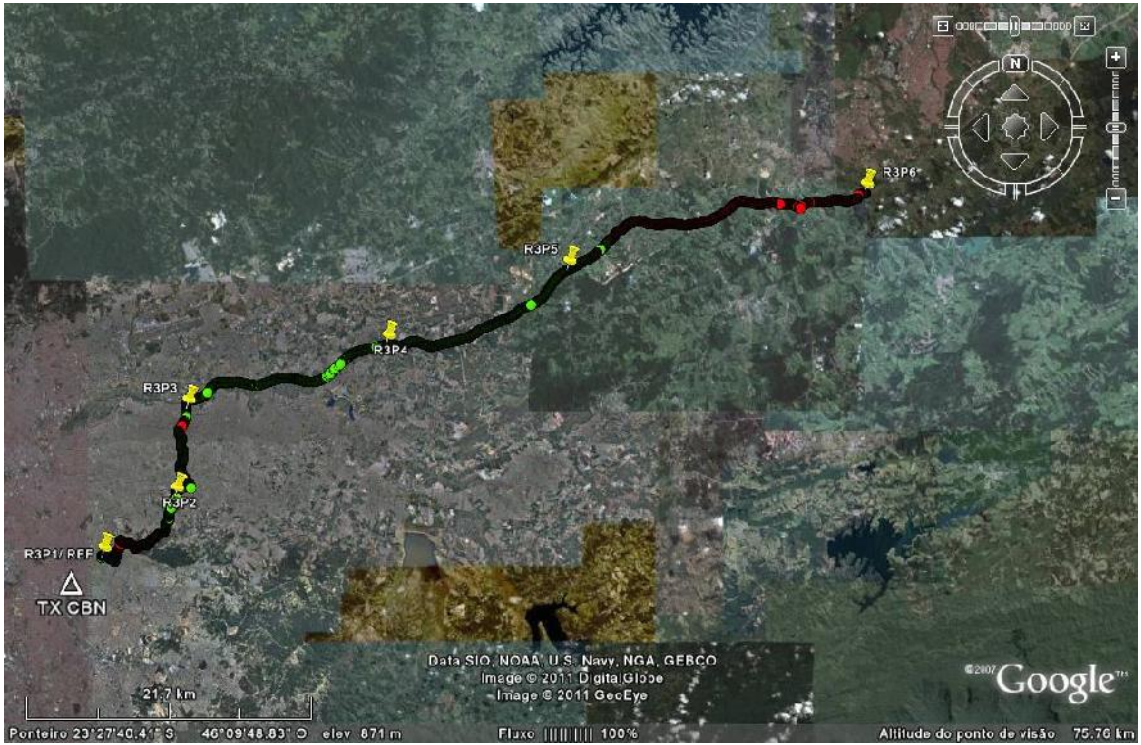 N
R3P6
R3P5
R3P4
R3P3
R3P2
R3P1/ REF
TX CBN
21.7 km
Data SIO, NOAA, U.S. Navy, NGA, GEBCO
Image © 2011 DigitalGlobe
Image © 2011 GeoEye
©2007 Google™
Ponteiro 23°27'40.41" S 46°09'48.83" O elev 871 m Fluxo 100% Altitude do ponto de visão 75.76 km